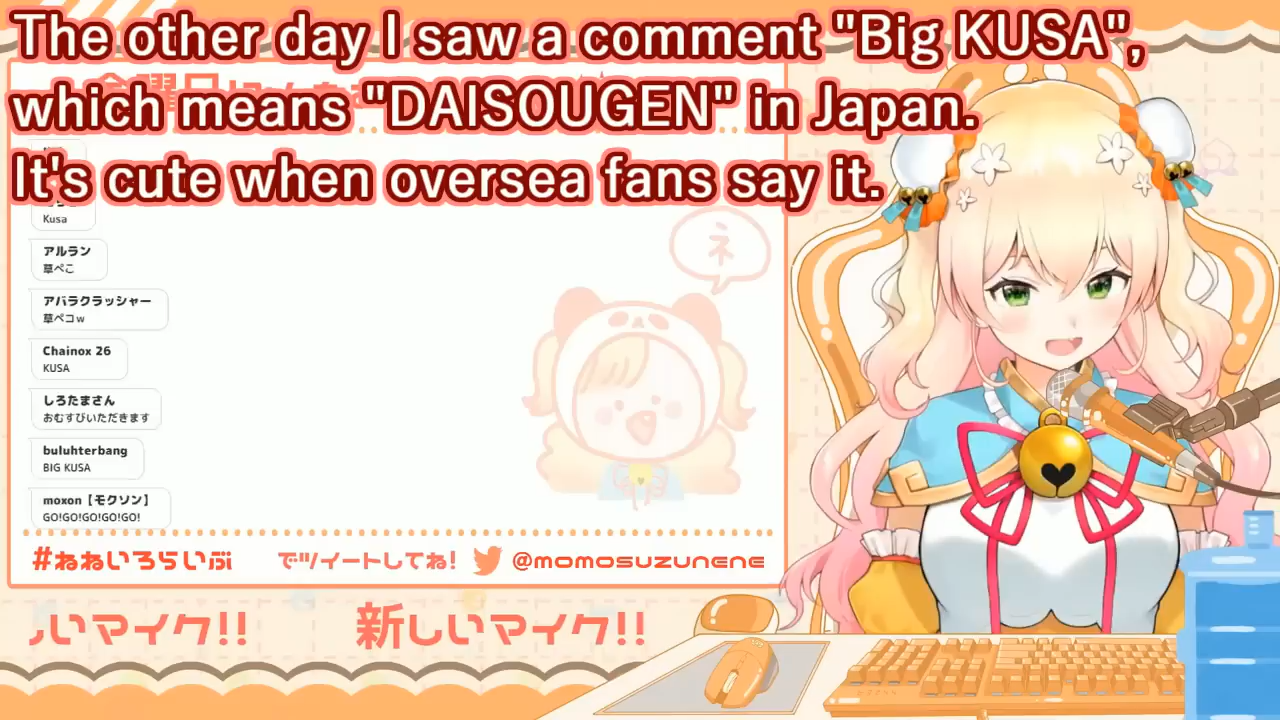 The other day I saw a comment "Big KUSA",
which means "DAISOUGEN" in Japan.
It's cute when oversea fans say it.
ネ
Kusa
アルラン
草ぺこ
アバラクラッシャー
草ペコw
Chainox 26
KUSA
しろたまさん
おむすびいただきます
buluhterbang
BIG KUSA
moxon【モクソン】
GO!GO!GO!GO!GO!
#ねねいろらいぶ でツイートしてね! @momosuzunene
いマイク!! 新しいマイク!!